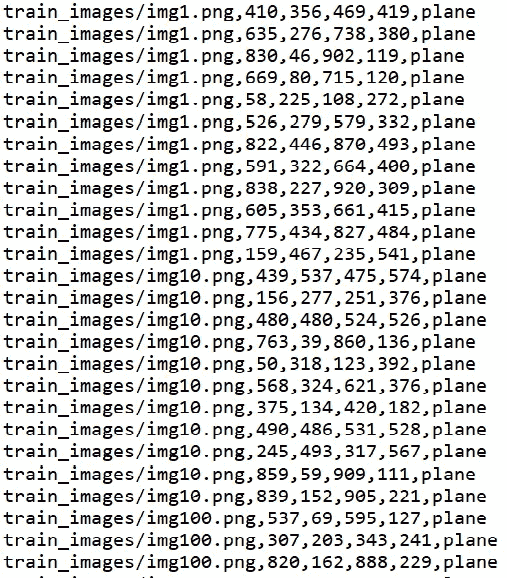 train_images/img1.png,410,356,469,419,plane
train_images/img1.png,635,276,738,380,plane
train_images/img1.png,830,46,902,119,plane
train_images/img1.png,669,80,715,120,plane
train_images/img1.png,58,225,108,272,plane
train_images/img1.png,526,279,579,332,plane
train_images/img1.png,822,446,870,493,plane
train_images/img1.png,591,322,664,400,plane
train_images/img1.png,838,227,920,309,plane
train_images/img1.png,605,353,661,415,plane
train_images/img1.png,775,434,827,484,plane
train_images/img1.png,159,467,235,541,plane
train_images/img10.png,439,537,475,574,plane
train_images/img10.png,156,277,251,376,plane
train_images/img10.png,480,480,524,526,plane
train_images/img10.png,763,39,860,136,plane
train_images/img10.png,50,318,123,392,plane
train_images/img10.png,568,324,621,376,plane
train_images/img10.png,375,134,420,182,plane
train_images/img10.png,490,486,531,528,plane
train_images/img10.png,245,493,317,567,plane
train_images/img10.png,859,59,909,111,plane
train_images/img10.png,839,152,905,221,plane
train_images/img100.png,537,69,595,127,plane
train_images/img100.png,307,203,343,241,plane
train_images/img100.png,820,162,888,229,plane